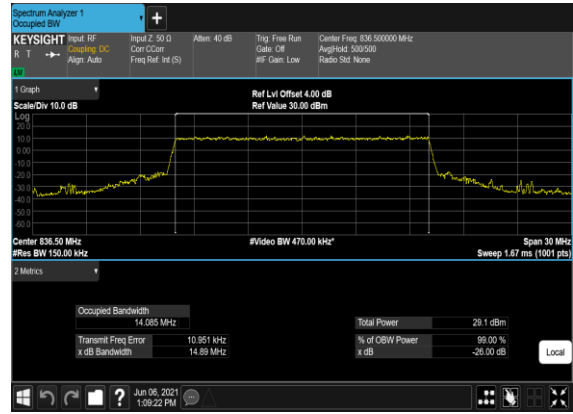 Spectrum Analyzer 1
Occupied BW
+
KEYSIGHT Input: RF Input Z: 50 Ω Atten: 40 dB Trig: Free Run Center Freq: 836.500000 MHz
R T Coupling: DC Corr CCorr Gate: Off Avg|Hold: 500/500
Align: Auto Freq Ref: Int (S) #IF Gain: Low Radio Std: None
LXI
1 Graph
Ref Lvl Offset 4.00 dB
Scale/Div 10.0 dB Ref Value 30.00 dBm
Log
20.0
10.0
0.00
-10.0
-20.0
-30.0
-40.0
-50.0
-60.0
Center 836.50 MHz #Video BW 470.00 kHz* Span 30 MHz
#Res BW 150.00 kHz Sweep 1.67 ms (1001 pts)
2 Metrics
Occupied Bandwidth
14.085 MHz Total Power 29.1 dBm
Transmit Freq Error 10.951 kHz % of OBW Power 99.00 %
x dB Bandwidth 14.89 MHz x dB -26.00 dB
Local
? Jun 06, 2021
1:09:22 PM